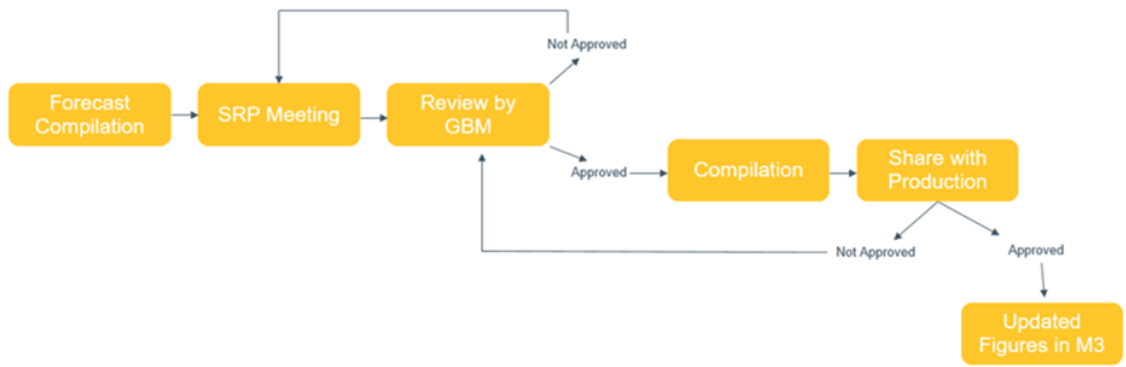 Not Approved
Forecast
Compilation
SRP Meeting
Review by
GBM
Approved
Compilation
Share with
Production
Not Approved
Approved
Updated
Figures in M3